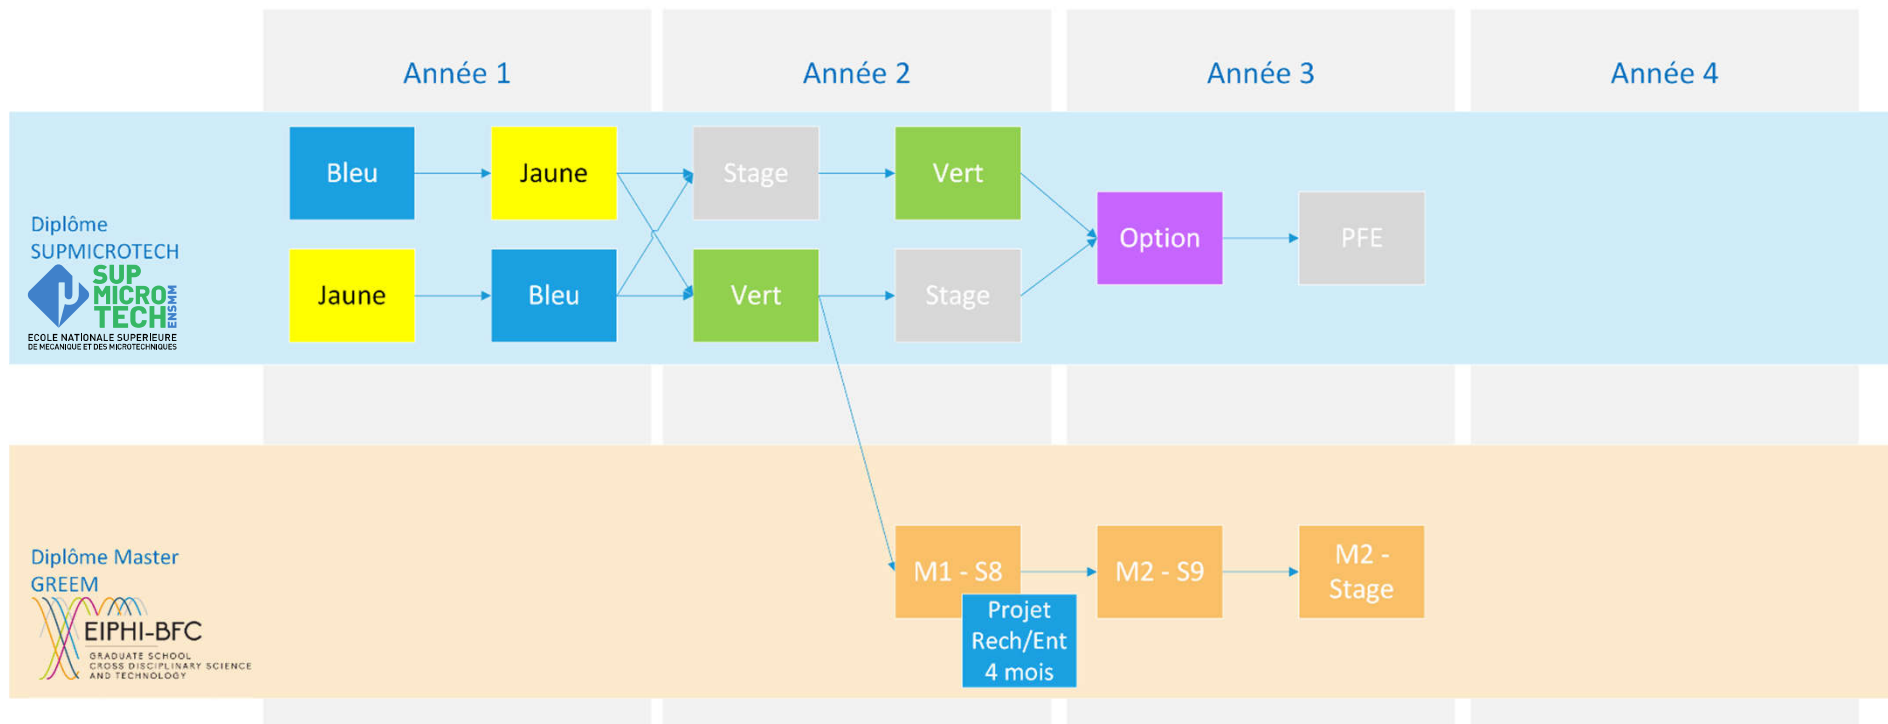 Année 1
Année 2
Année 3
Année 4
Bleu
Jaune
Stage
Vert
Option
PFE
Jaune
Bleu
Vert
Stage
Diplôme
SUPMICROTECH
SUP
MICRO
TECH
ENSMM
ECOLE NATIONALE SUPERIEURE
DE MECANIQUE ET DES MICROTECHNIQUES
Diplôme Master
GREEM
EIPHI-BFC
GRADUATE SCHOOL
CROSS DISCIPLINARY SCIENCE
AND TECHNOLOGY
M1 - S8
Projet
Rech/Ent
4 mois
M2 - S9
M2 -
Stage